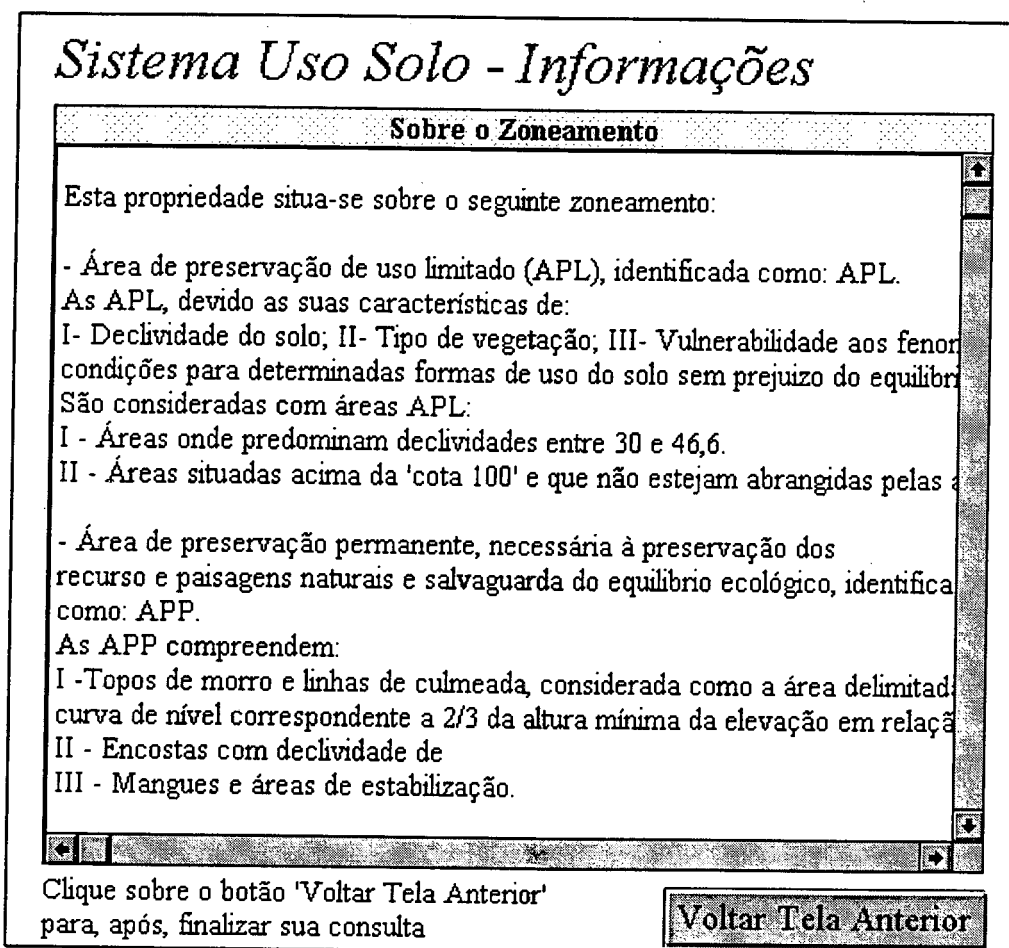 Sistema Uso Solo - Informações
Sobre o Zoneamento
Esta propriedade situa-se sobre o seguinte zoneamento:
- Área de preservação de uso limitado (APL), identificada como: APL.
As APL, devido as suas características de:
I- Declividade do solo; II- Tipo de vegetação; III- Vulnerabilidade aos
condições para determinadas formas de uso do solo sem prejuizo do
São consideradas com áreas APL:
I - Áreas onde predominam declividades entre 30 e 46,6.
II - Áreas situadas acima da 'cota 100' e que não estejam abrangidas pelas
- Área de preservação permanente, necessária à preservação dos
recurso e paisagens naturais e salvaguarda do equilibrio ecológico, identifica
como: APP.
As APP compreendem:
I -Topos de morro e linhas de culmeada, considerada como a área
curva de nível correspondente a 2/3 da altura mínima da elevação em
II - Encostas com declividade de
III - Mangues e áreas de estabilização.
Clique sobre o botão 'Voltar Tela Anterior'
para, após, finalizar sua consulta
Voltar Tela Anterior